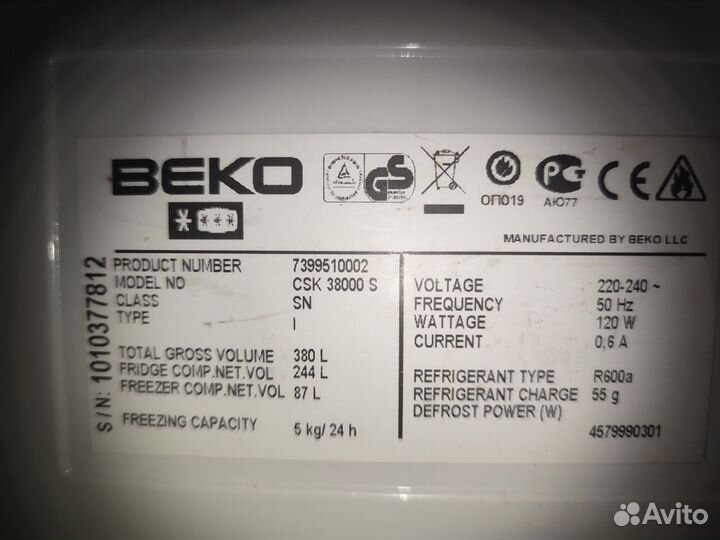 BEKO
GS
ОП019
АЮ77
CE
MANUFACTURED BY BEKO LLC
S/N: 1010377812
PRODUCT NUMBER 7399510002
MODEL NO CSK 38000 S
CLASS SN
TYPE I
TOTAL GROSS VOLUME 380 L
FRIDGE COMP.NET.VOL 244 L
FREEZER COMP.NET.VOL 87 L
FREEZING CAPACITY 5 kg/ 24 h
VOLTAGE 220-240 ~
FREQUENCY 50 Hz
WATTAGE 120 W
CURRENT 0,6 A
REFRIGERANT TYPE R600a
REFRIGERANT CHARGE 55 g
DEFROST POWER (W)
4579990301
Avito